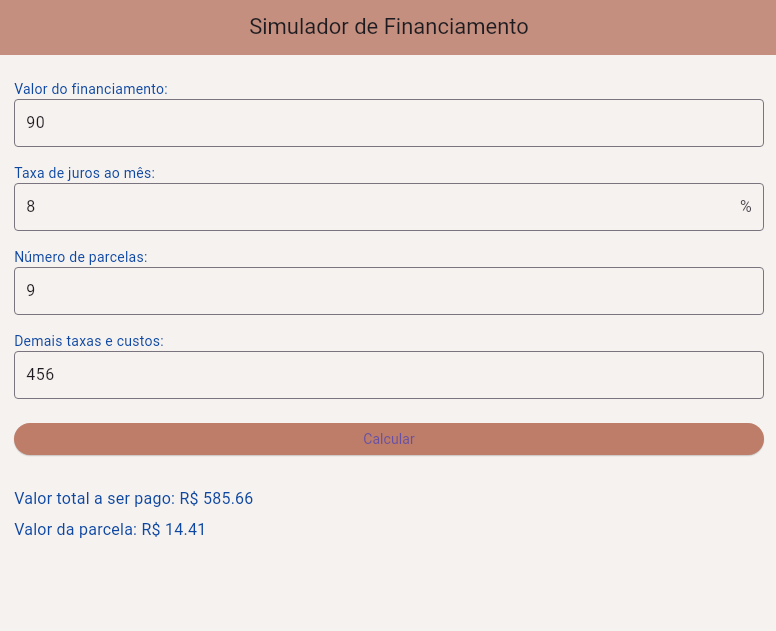 Simulador de Financiamento
Valor do financiamento:
90
Taxa de juros ao mês:
8 %
Número de parcelas:
9
Demais taxas e custos:
456
Calcular
Valor total a ser pago: R$ 585.66
Valor da parcela: R$ 14.41